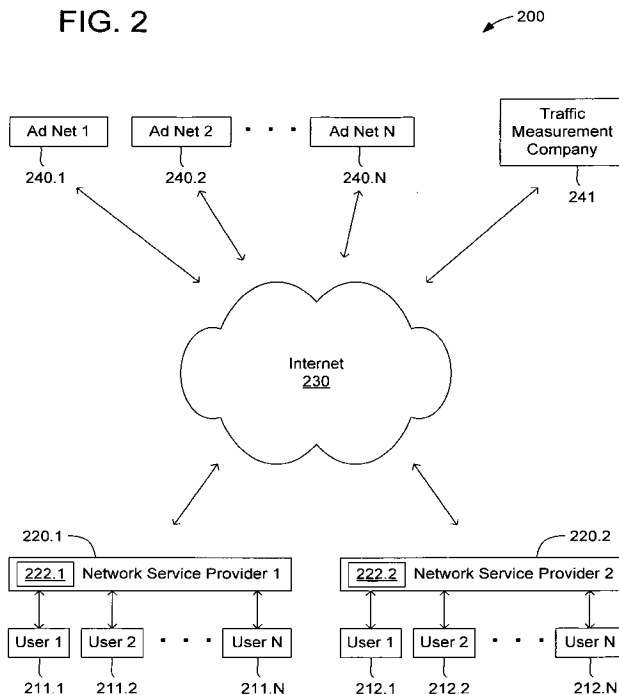 FIG. 2
200
Ad Net 1
Ad Net 2
Ad Net N
Traffic
Measurement
Company
240.1
240.2
240.N
241
Internet
230
220.1
220.2
222.1 Network Service Provider 1
222.2 Network Service Provider 2
User 1
User 2
User N
User 1
User 2
User N
211.1
211.2
211.N
212.1
212.2
212.N